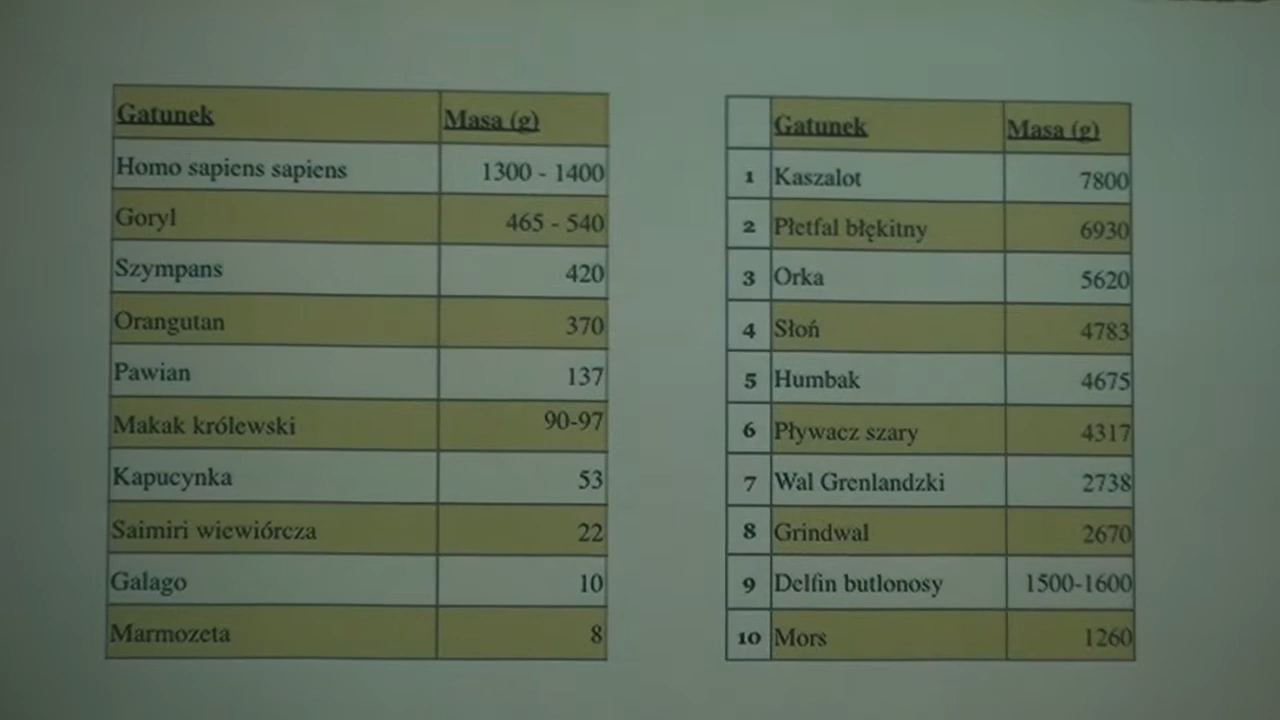 Gatunek Masa (g)
Homo sapiens sapiens 1300 - 1400
Goryl 465 - 540
Szympans 420
Orangutan 370
Pawian 137
Makak królewski 90-97
Kapucynka 53
Saimiri wiewiórcza 22
Galago 10
Marmozeta 8
Gatunek Masa (g)
1 Kaszalot 7800
2 Płetfal błękitny 6930
3 Orka 5620
4 Słoń 4783
5 Humbak 4675
6 Pływacz szary 4317
7 Wal Grenlandzki 2738
8 Grindwal 2670
9 Delfin butlonosy 1500-1600
10 Mors 1260